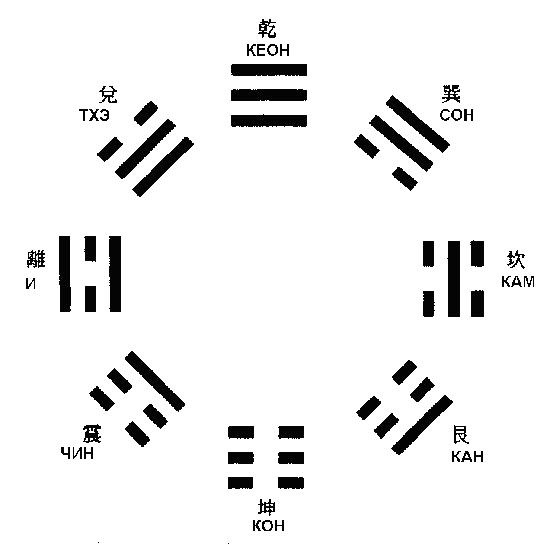 乾
КЕОН
兌
ТХЭ
巽
СОН
離
И
坎
КАМ
震
ЧИН
艮
КАН
坤
КОН